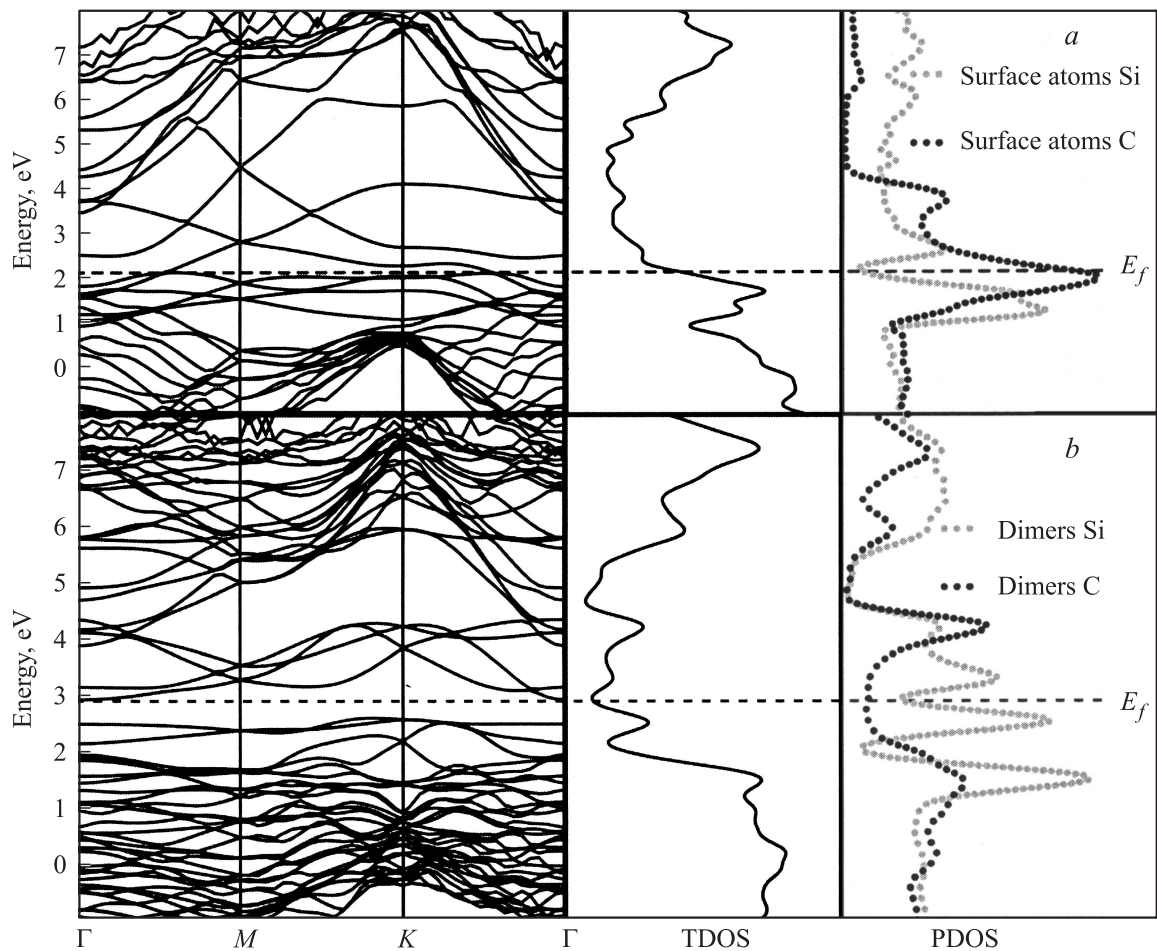 a
7
6
5
4
3
2
1
0
Energy, eV
Surface atoms Si
Surface atoms C
E_f
b
7
6
5
4
3
2
1
0
Energy, eV
Dimers Si
Dimers C
E_f
Γ M K Γ TDOS PDOS